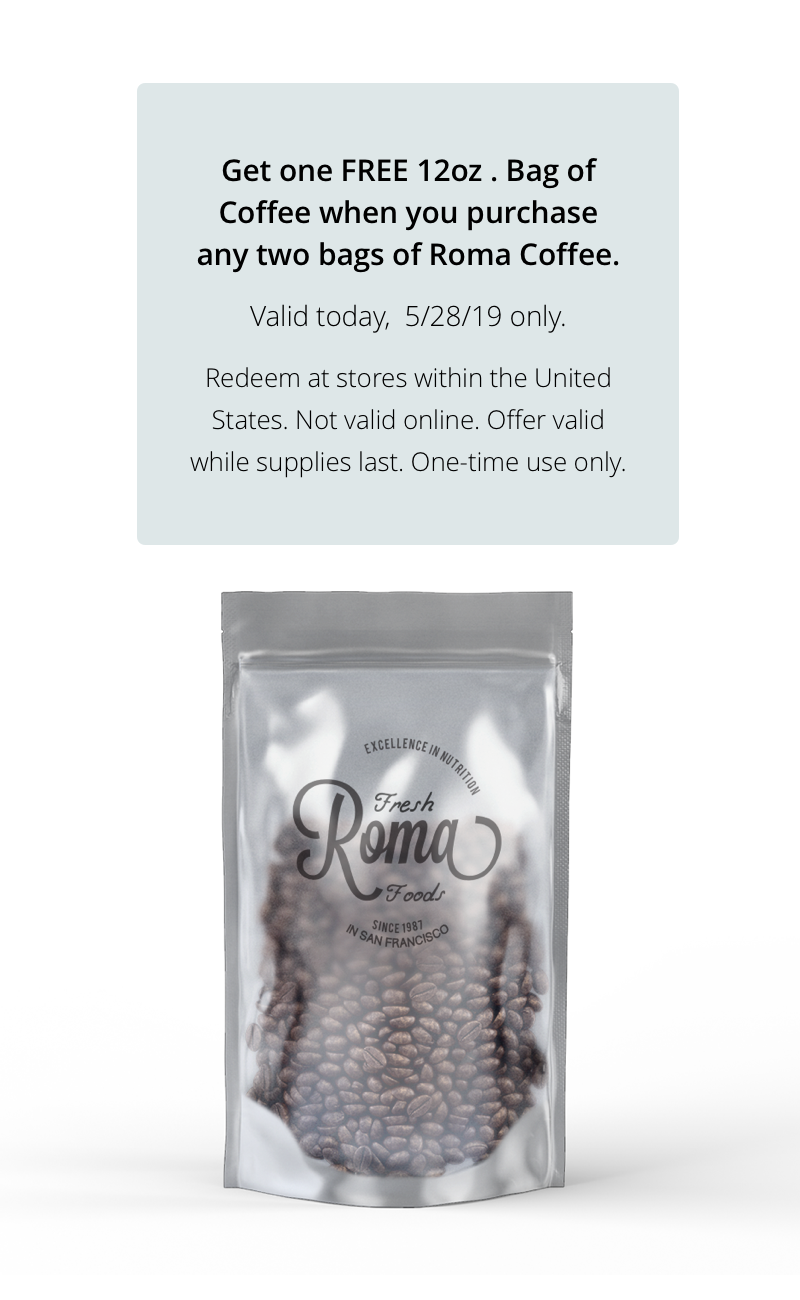 Get one FREE 12oz . Bag of
Coffee when you purchase
any two bags of Roma Coffee.
Valid today,  5/28/19 only.
Redeem at stores within the United
States. Not valid online. Offer valid
while supplies last. One-time use only.
EXCELLENCE IN NUTRITION
Fresh
Roma
Foods
SINCE 1987
IN SAN FRANCISCO